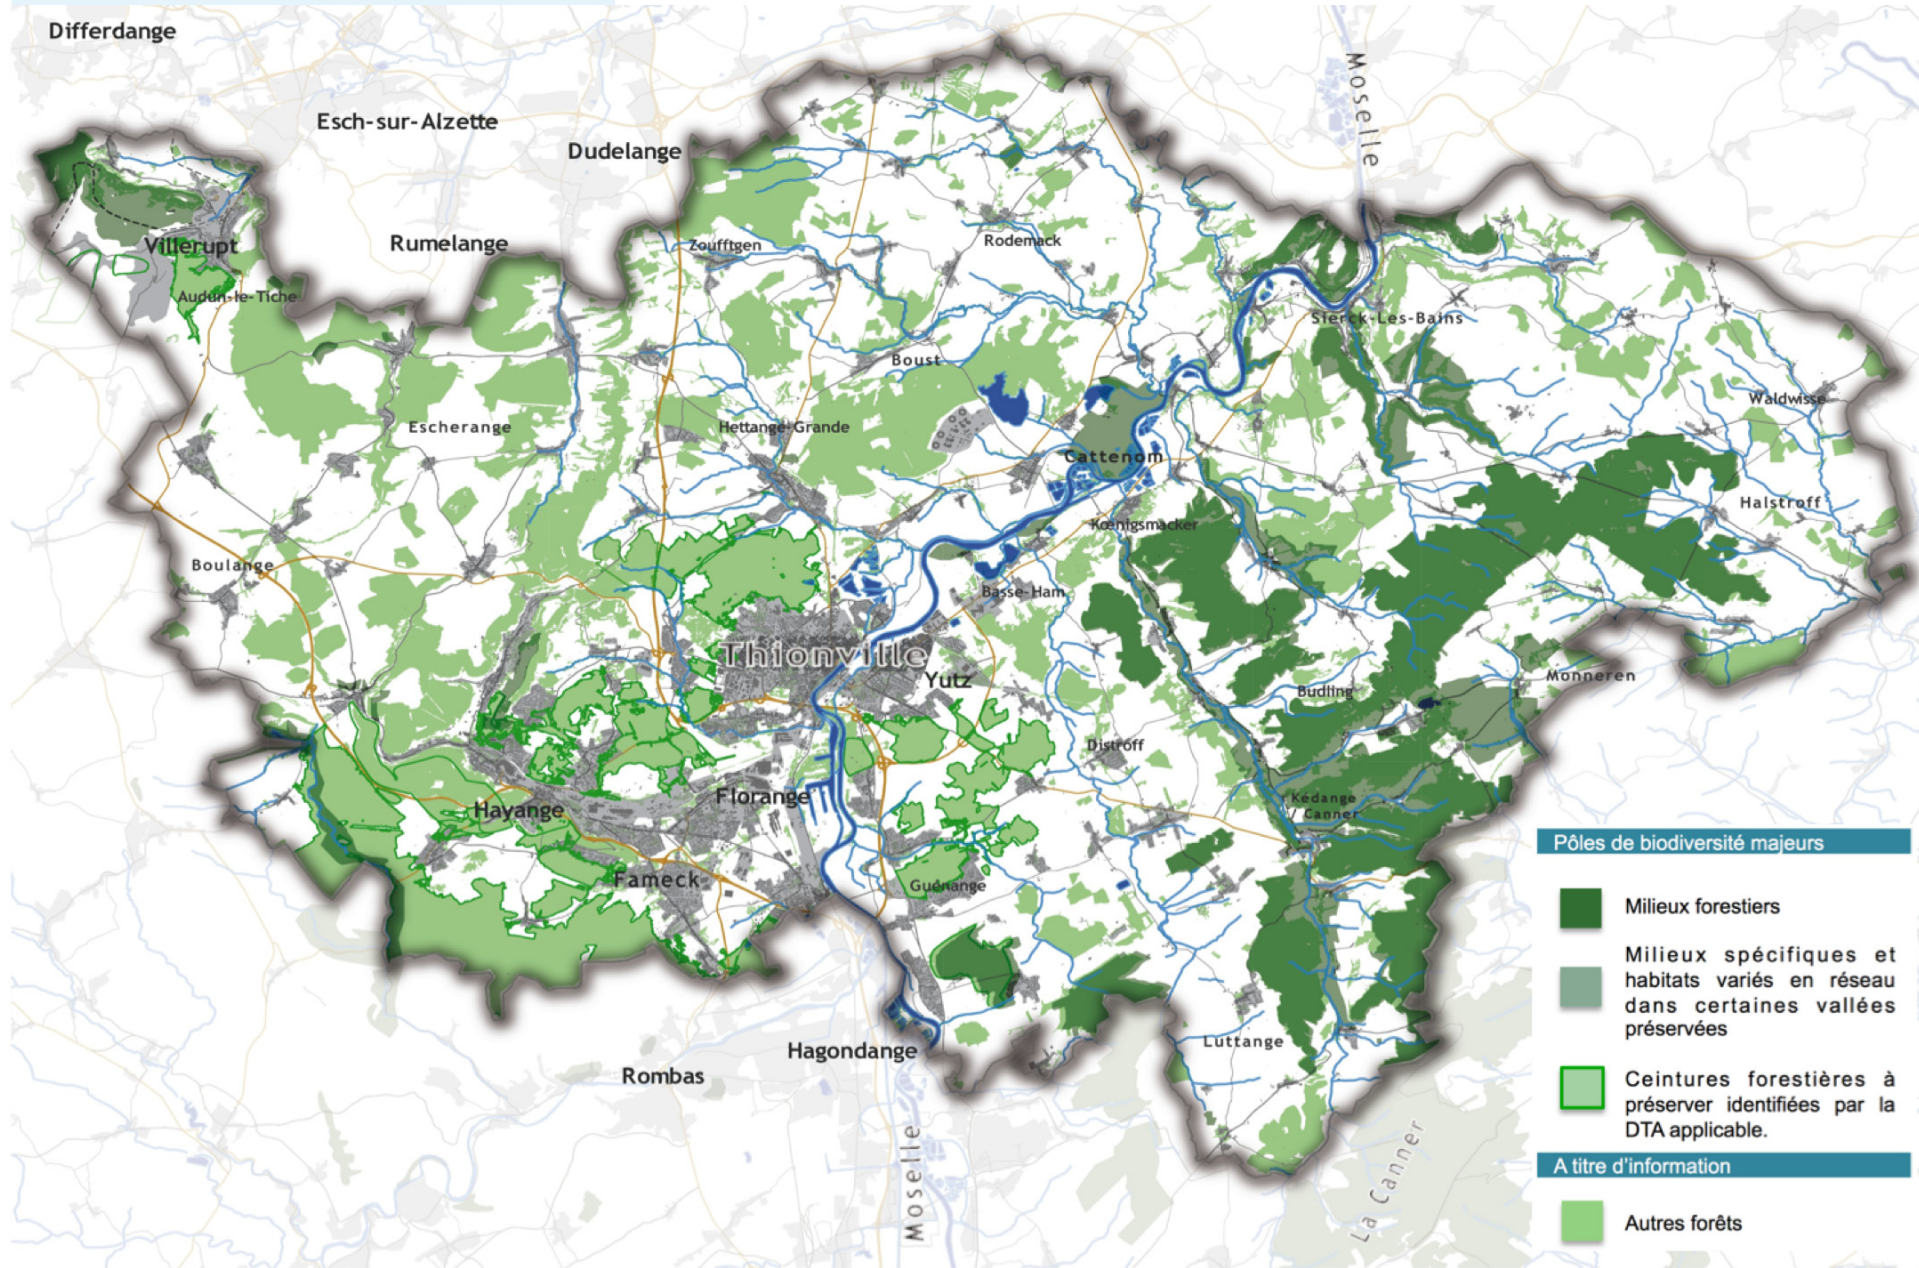 Differdange
Esch-sur-Alzette
Dudelange
Moselle
Villerupt
Rumelange
Zoufftgen
Rodemack
Audun-le-Tiche
Sierck-Les-Bains
Boust
Escherange
Hettange-Grande
Waldwisse
Cattenom
Halstroff
Kœnigsmacker
Boulange
Basse-Ham
Thionville
Yutz
Budling
Monneren
Distroff
Hayange
Florange
Kédange
/ Canner
Fameck
Guénange
Luttange
Hagondange
Rombas
Moselle
La Canner
Pôles de biodiversité majeurs
Milieux forestiers
Milieux spécifiques et
habitats variés en réseau
dans certaines vallées
préservées
Ceintures forestières à
préserver identifiées par la
DTA applicable.
A titre d'information
Autres forêts